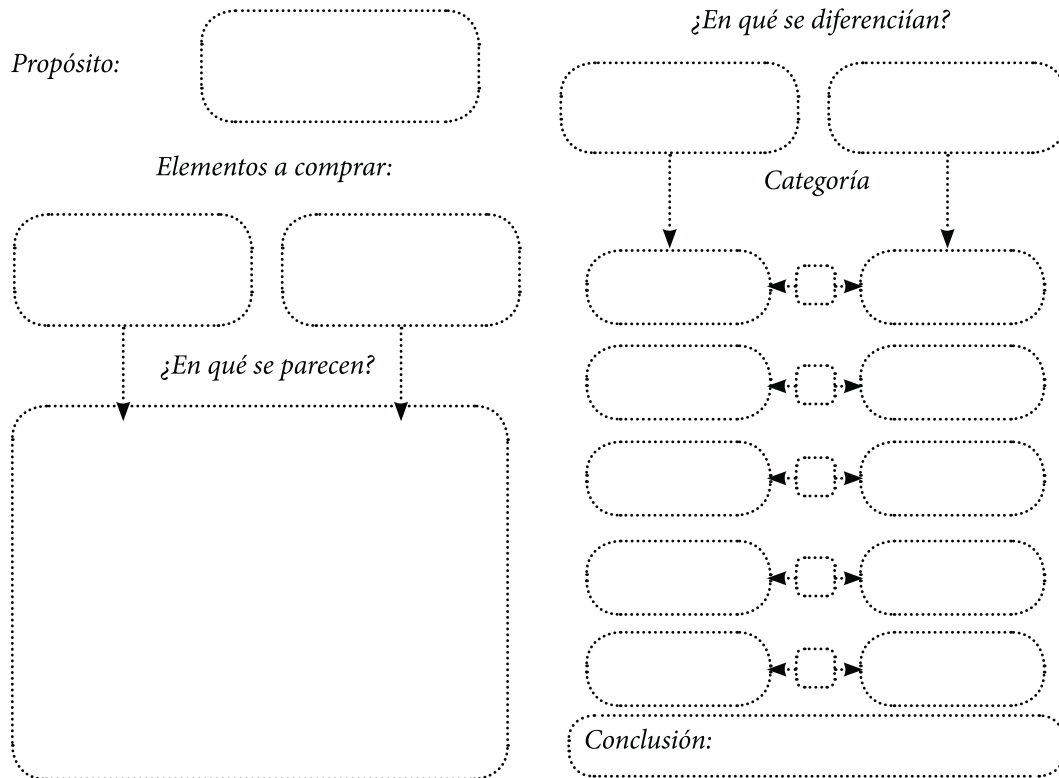 Propósito:
Elementos a comprar:
¿En qué se parecen?
¿En qué se diferenciían?
Categoría
Conclusión: